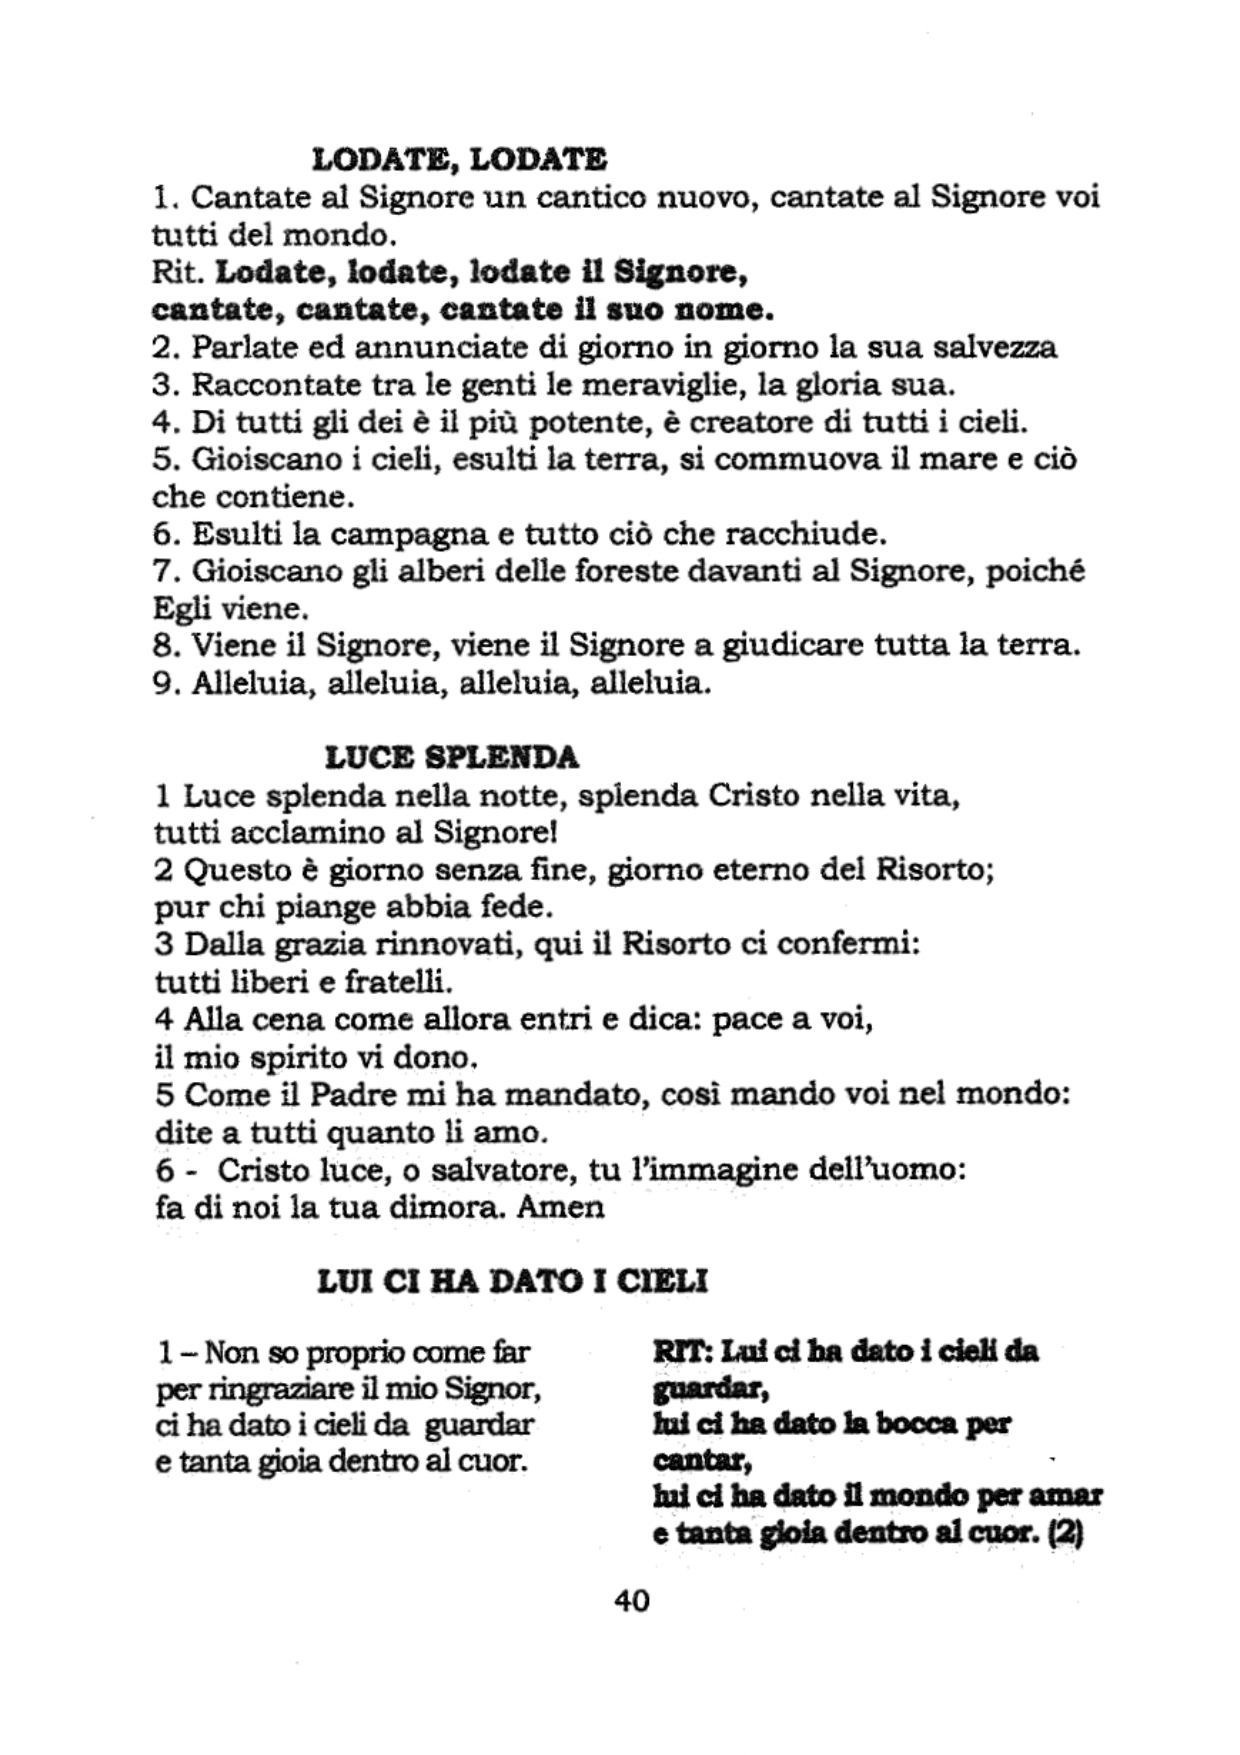 LODATE, LODATE
1. Cantate al Signore un cantico nuovo, cantate al Signore voi
tutti del mondo.
Rit. Lodate, lodate, lodate il Signore,
cantate, cantate, cantate il suo nome.
2. Parlate ed annunciate di giorno in giorno la sua salvezza
3. Raccontate tra le genti le meraviglie, la gloria sua.
4. Di tutti gli dei è il più potente, è creatore di tutti i cieli.
5. Gioiscano i cieli, esulti la terra, si commuova il mare e ciò
che contiene.
6. Esulti la campagna e tutto ciò che racchiude.
7. Gioiscano gli alberi delle foreste davanti al Signore, poiché
Egli viene.
8. Viene il Signore, viene il Signore a giudicare tutta la terra.
9. Alleluia, alleluia, alleluia, alleluia.
LUCE SPLENDA
1 Luce splenda nella notte, splenda Cristo nella vita,
tutti acclamino al Signore!
2 Questo è giorno senza fine, giorno eterno del Risorto;
pur chi piange abbia fede.
3 Dalla grazia rinnovati, qui il Risorto ci confermi:
tutti liberi e fratelli.
4 Alla cena come allora entri e dica: pace a voi,
il mio spirito vi dono.
5 Come il Padre mi ha mandato, così mando voi nel mondo:
dite a tutti quanto li amo.
6 - Cristo luce, o salvatore, tu l'immagine dell'uomo:
fa di noi la tua dimora. Amen
LUI CI HA DATO I CIELI
1 – Non so proprio come far
per ringraziare il mio Signor,
ci ha dato i cieli da guardar
e tanta gioia dentro al cuor.
RIT: Lui ci ha dato i cieli da
guardar,
lui ci ha dato la bocca per
cantar,
lui ci ha dato il mondo per amar
e tanta gioia dentro al cuor. (2)
40